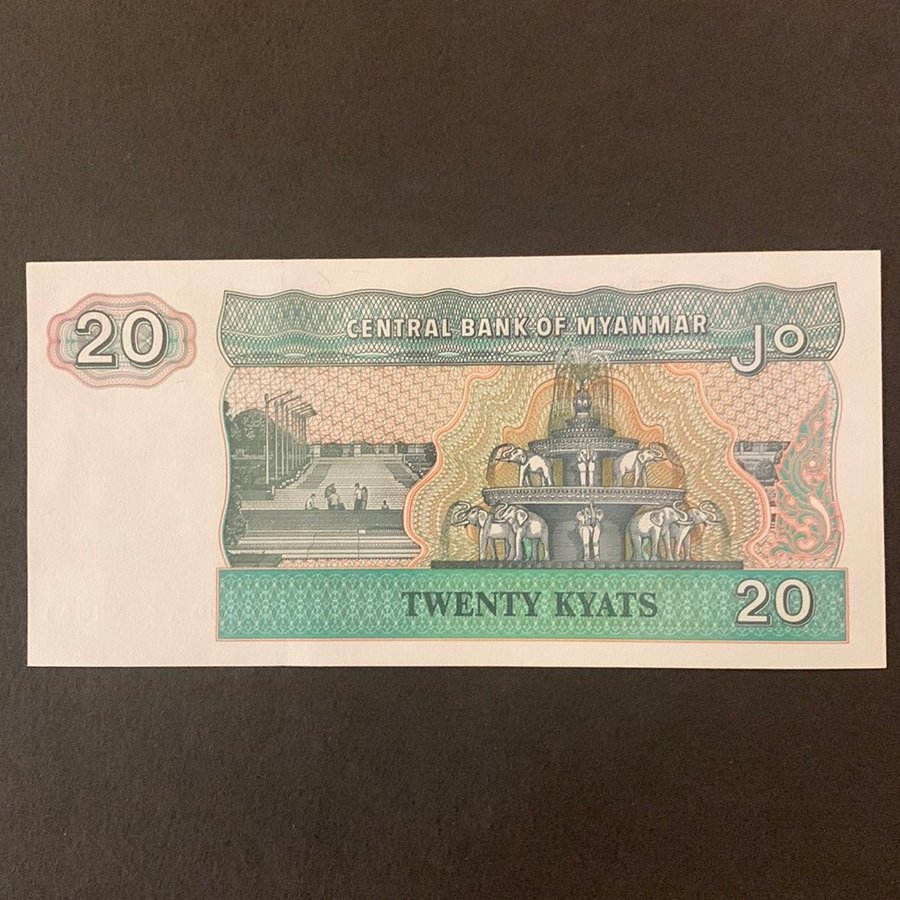 20
CENTRAL BANK OF MYANMAR
၂၀
TWENTY KYATS
20